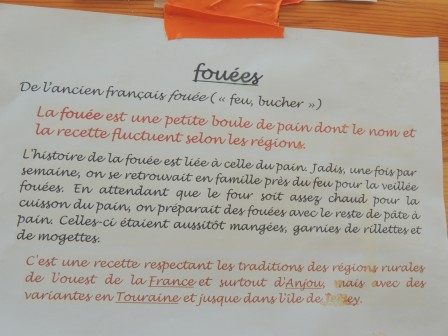 fouées
De l'ancien français fouée (« feu, bucher »)
La fouée est une petite boule de pain dont le nom et
la recette fluctuent selon les régions.
L'histoire de la fouée est liée à celle du pain. Jadis, une fois par
semaine, on se retrouvait en famille près du feu pour la veillée
fouées. En attendant que le four soit assez chaud pour la
cuisson du pain, on préparait des fouées avec le reste de pâte à
pain. Celles-ci étaient aussitôt mangées, garnies de rillettes et
de mogettes.
C'est une recette respectant les traditions des régions rurales
de l'ouest de la France et surtout d'Anjou, mais avec des
variantes en Touraine et jusque dans l'ile de Jersey.